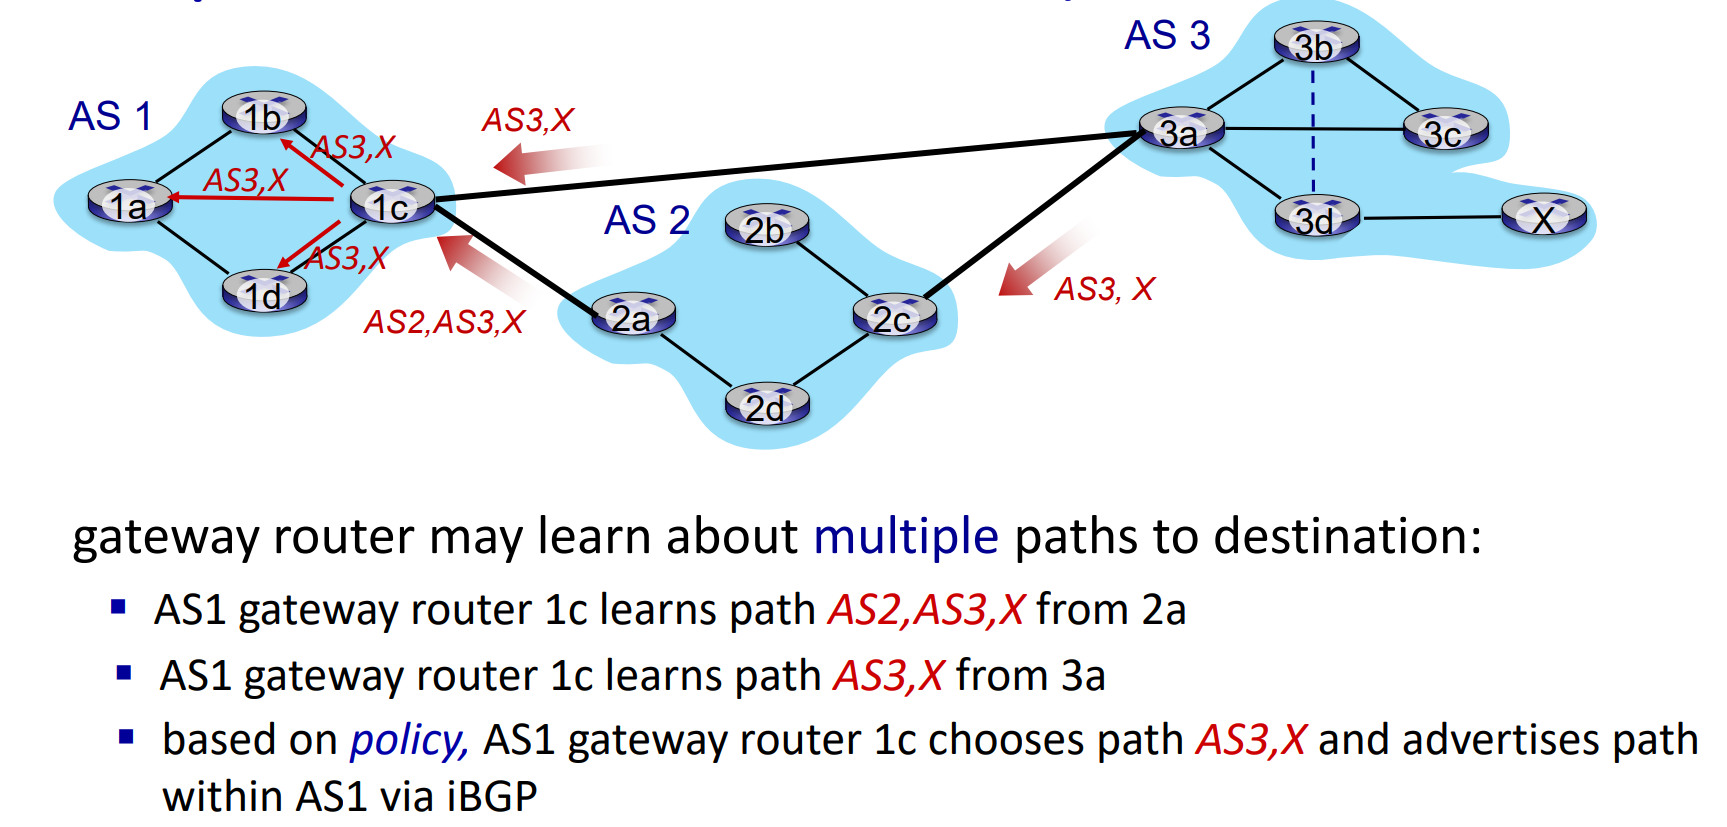 AS 3
3b
AS 1
1b
AS3,X
3a
3c
AS3,X
AS3,X
1a
1c
AS 2
2b
3d
X
AS3,X
1d
AS3, X
AS2,AS3,X
2a
2c
2d
gateway router may learn about multiple paths to destination:
AS1 gateway router 1c learns path AS2,AS3,X from 2a
AS1 gateway router 1c learns path AS3,X from 3a
based on policy, AS1 gateway router 1c chooses path AS3,X and advertises path
within AS1 via iBGP